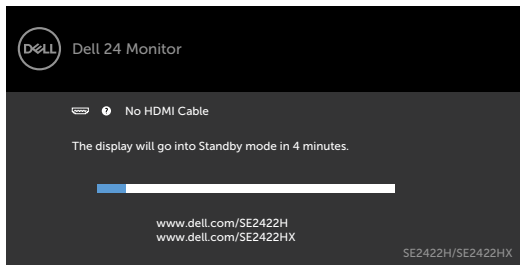 DELL
Dell 24 Monitor
? No HDMI Cable
The display will go into Standby mode in 4 minutes.
www.dell.com/SE2422H
www.dell.com/SE2422HX
SE2422H/SE2422HX